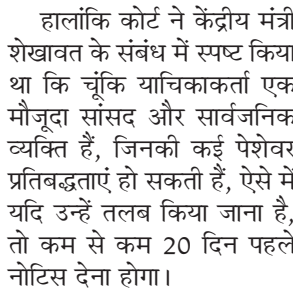 हालांकि कोर्ट ने केंद्रीय मंत्री
शेखावत के संबंध में स्पष्ट किया
था कि चूंकि याचिकाकर्ता एक
मौजूदा सांसद और सार्वजनिक
व्यक्ति हैं, जिनकी कई पेशेवर
प्रतिबद्धताएं हो सकती हैं, ऐसे में
यदि उन्हें तलब किया जाना है,
तो कम से कम 20 दिन पहले
नोटिस देना होगा।